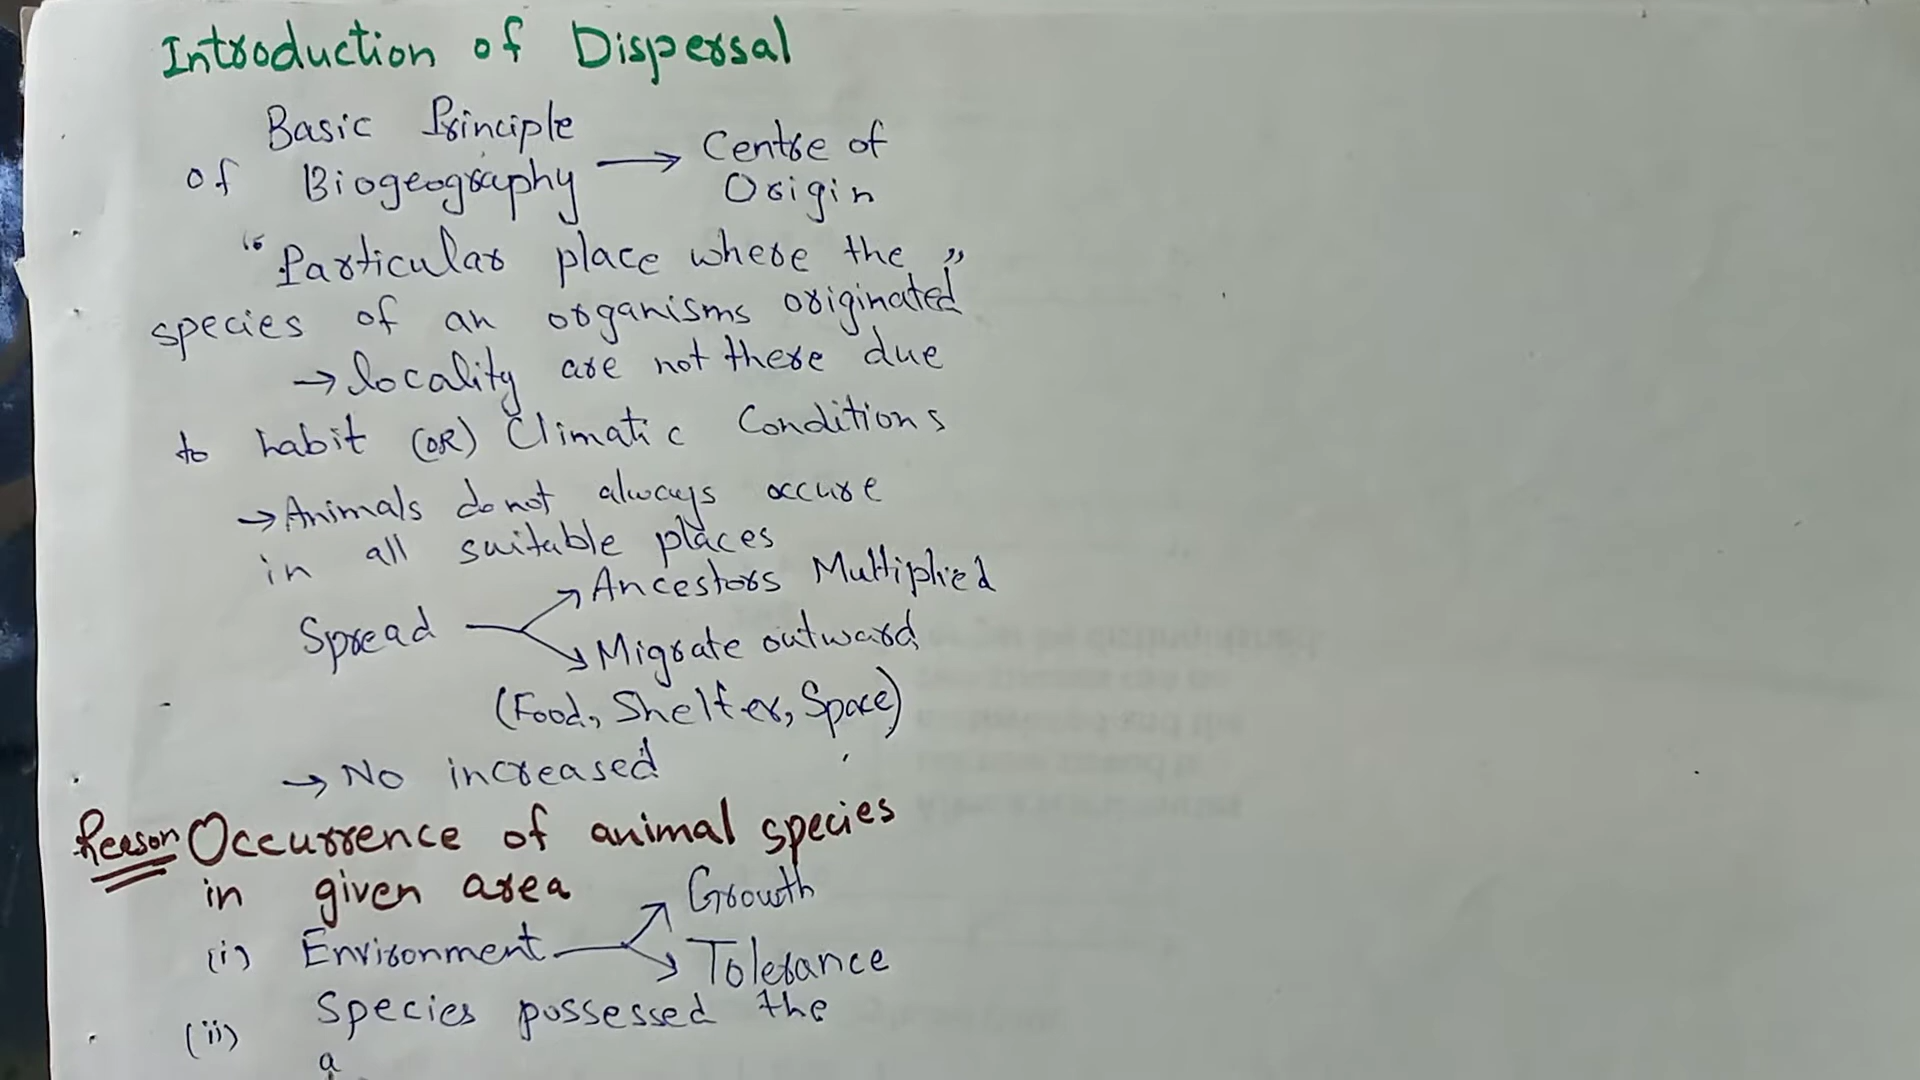 Introduction of Dispersal
Basic Principle
of Biogeography → Centre of
Origin
"Particular place where the"
species of an organisms originated
→ locality are not there due
to habit (OR) Climatic Conditions
→ Animals do not always occure
in all suitable places
Spread → Ancestors Multiplied
→ Migrate outward
(Food, Shelter, Space)
→ No increased
Reason Occurrence of animal species
in given area
(i) Environment → Growth
→ Tolerance
(ii) Species possessed the
a